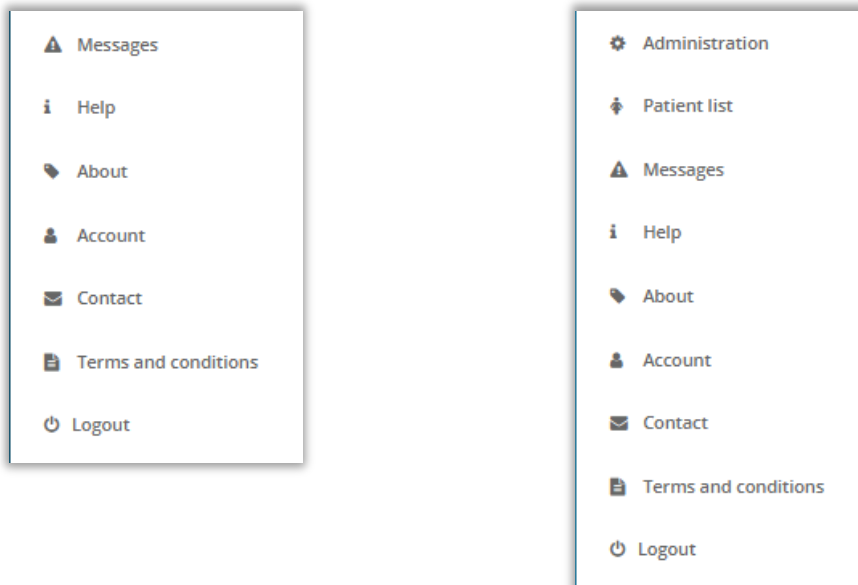 Messages
Help
About
Account
Contact
Terms and conditions
Logout
Administration
Patient list
Messages
Help
About
Account
Contact
Terms and conditions
Logout